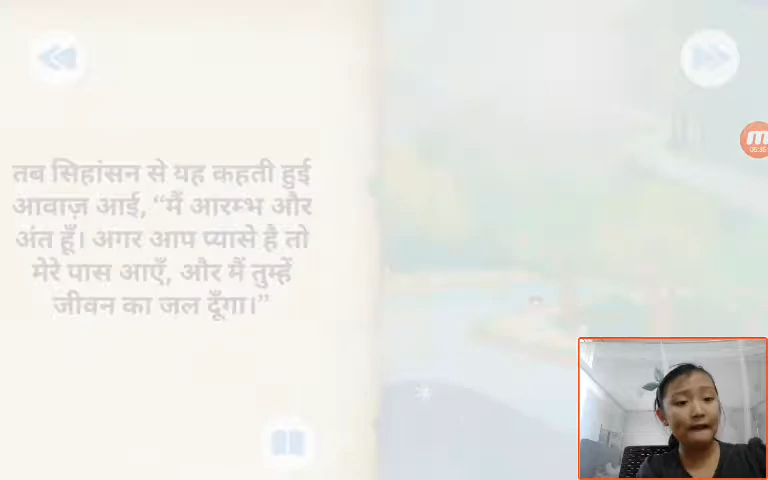 तब सिहांसन से यह कहती हुई
आवाज़ आई, “मैं आरम्भ और
अंत हूँ। अगर आप प्यासे है तो
मेरे पास आएँ, और मैं तुम्हें
जीवन का जल दूँगा।”